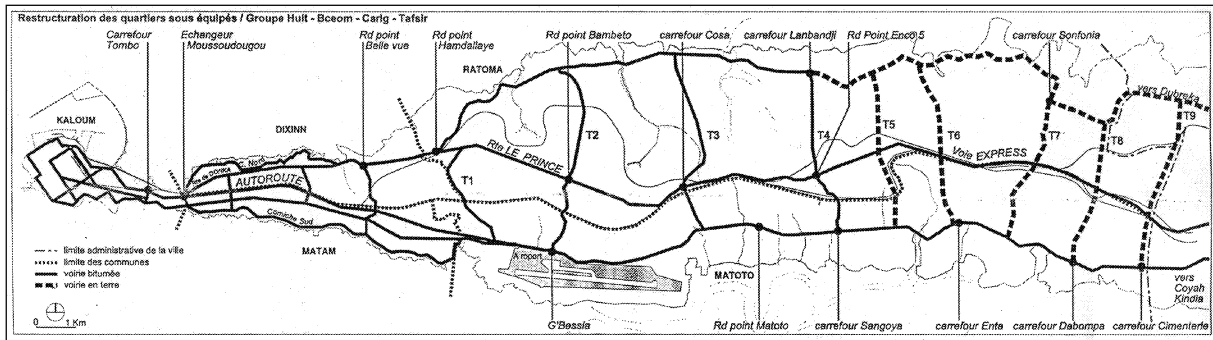 Restructuration des quartiers sous équipés / Groupe Huit - Bceom - Carig - Tafsir
Carrefour
Tombo
Echangeur
Moussoudougou
Rd point
Belle vue
Rd point
Hamdallaye
Rd point Bambeto
carrefour Cosa
carrefour Lanbandji
Rd Point Enco 5
carrefour Sonfonia
RATOMA
vers Dubreka
KALOUM
DIXINN
C. Nord
AUTOROUTE
Corniche Sud
MATAM
T1
T2
T3
T4
T5
T6
T7
T8
T9
Rte LE PRINCE
Voie EXPRESS
A roport
MATOTO
limite administrative de la ville
limite des communes
voirie bitumée
voirie en terre
0 1 Km
vers
Coyah
Kindia
G'Bessia
Rd point Matoto
carrefour Sangoya
carrefour Enta
carrefour Dabompa
carrefour Cimenterie